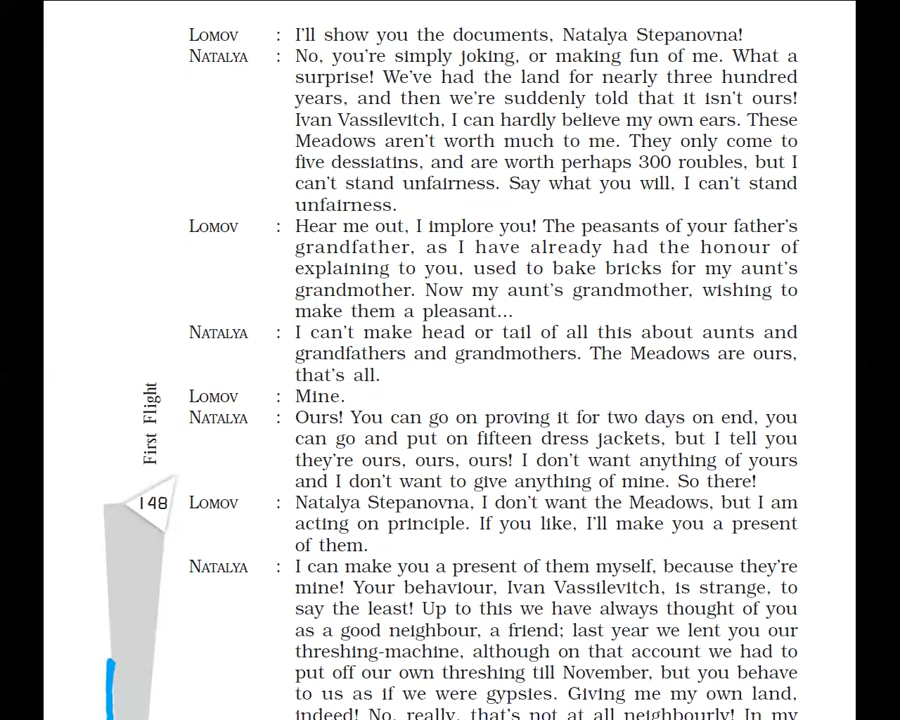 LOMOV : I'll show you the documents, Natalya Stepanovna!
NATALYA : No, you're simply joking, or making fun of me. What a
surprise! We've had the land for nearly three hundred
years, and then we're suddenly told that it isn't ours!
Ivan Vassilevitch, I can hardly believe my own ears. These
Meadows aren't worth much to me. They only come to
five dessiatins, and are worth perhaps 300 roubles, but I
can't stand unfairness. Say what you will, I can't stand
unfairness.
LOMOV : Hear me out, I implore you! The peasants of your father's
grandfather, as I have already had the honour of
explaining to you, used to bake bricks for my aunt's
grandmother. Now my aunt's grandmother, wishing to
make them a pleasant...
NATALYA : I can't make head or tail of all this about aunts and
grandfathers and grandmothers. The Meadows are ours,
that's all.
LOMOV : Mine.
NATALYA : Ours! You can go on proving it for two days on end, you
can go and put on fifteen dress jackets, but I tell you
they're ours, ours, ours! I don't want anything of yours
and I don't want to give anything of mine. So there!
LOMOV : Natalya Stepanovna, I don't want the Meadows, but I am
acting on principle. If you like, I'll make you a present
of them.
NATALYA : I can make you a present of them myself, because they're
mine! Your behaviour, Ivan Vassilevitch, is strange, to
say the least! Up to this we have always thought of you
as a good neighbour, a friend; last year we lent you our
threshing-machine, although on that account we had to
put off our own threshing till November, but you behave
to us as if we were gypsies. Giving me my own land,
indeed! No, really, that's not at all neighbourly! In my
First Flight
148